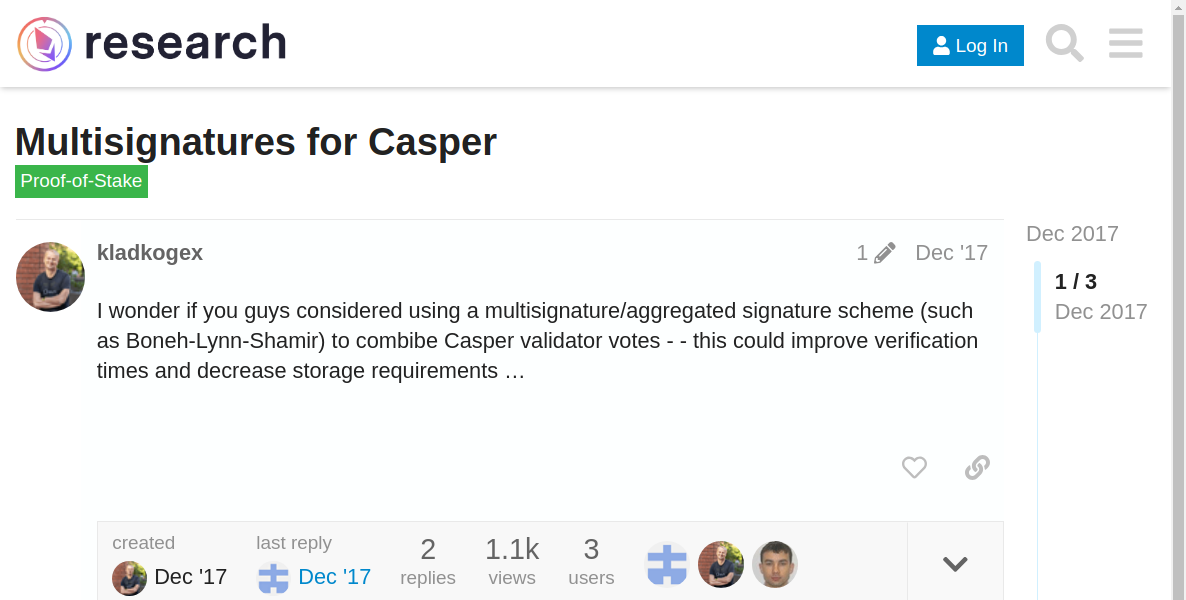 research
Log In
Multisignatures for Casper
Proof-of-Stake
kladkogex
1
Dec '17
I wonder if you guys considered using a multisignature/aggregated signature scheme (such
as Boneh-Lynn-Shamir) to combibe Casper validator votes - - this could improve verification
times and decrease storage requirements …
Dec 2017
1 / 3
Dec 2017
created
Dec '17
last reply
Dec '17
2
replies
1.1k
views
3
users